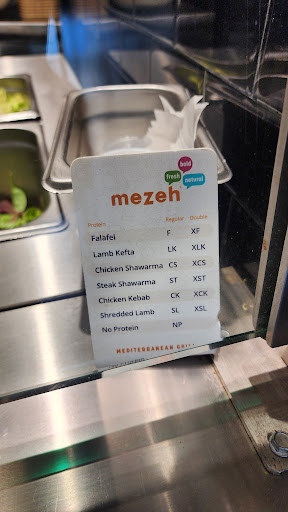 bold
fresh
natural
mezeh
Protein Regular Double
Falafel F XF
Lamb Kefta LK XLK
Chicken Shawarma CS XCS
Steak Shawarma ST XST
Chicken Kebab CK XCK
Shredded Lamb SL XSL
No Protein NP
MEDITERRANEAN